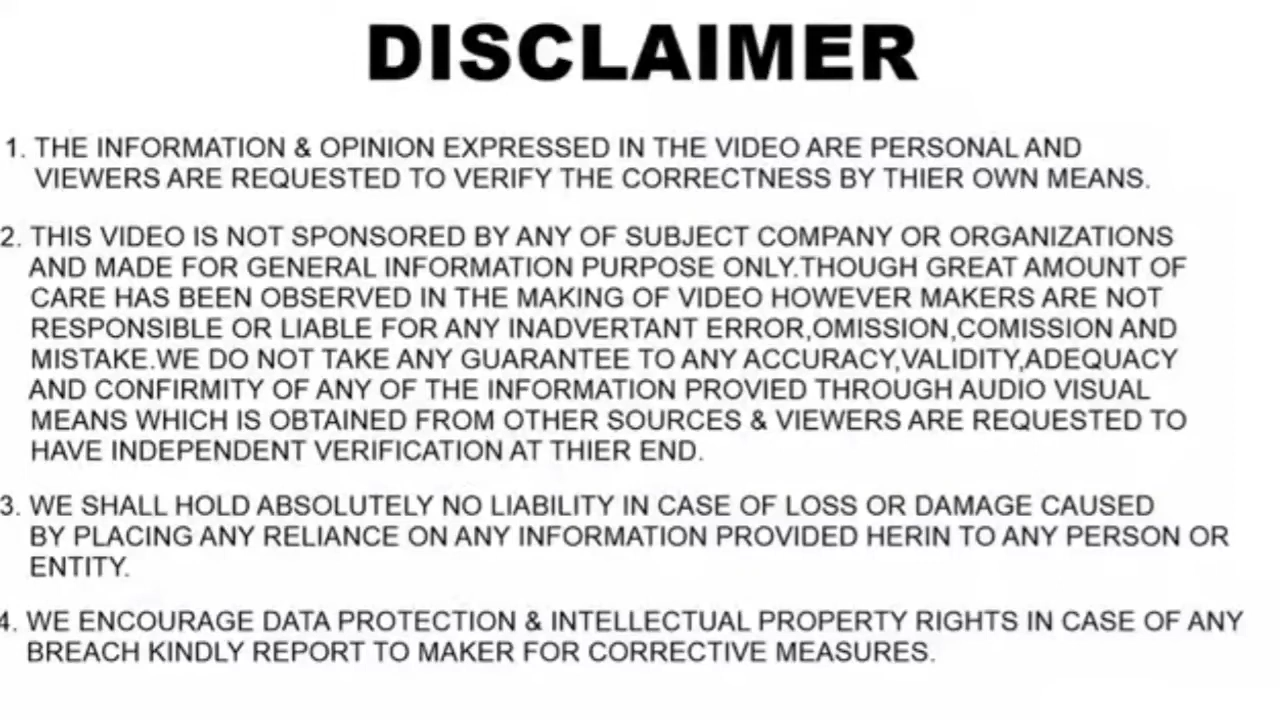 DISCLAIMER
1. THE INFORMATION & OPINION EXPRESSED IN THE VIDEO ARE PERSONAL AND
VIEWERS ARE REQUESTED TO VERIFY THE CORRECTNESS BY THIER OWN MEANS.
2. THIS VIDEO IS NOT SPONSORED BY ANY OF SUBJECT COMPANY OR ORGANIZATIONS
AND MADE FOR GENERAL INFORMATION PURPOSE ONLY.THOUGH GREAT AMOUNT OF
CARE HAS BEEN OBSERVED IN THE MAKING OF VIDEO HOWEVER MAKERS ARE NOT
RESPONSIBLE OR LIABLE FOR ANY INADVERTANT ERROR,OMISSION,COMISSION AND
MISTAKE.WE DO NOT TAKE ANY GUARANTEE TO ANY ACCURACY,VALIDITY,ADEQUACY
AND CONFIRMITY OF ANY OF THE INFORMATION PROVIED THROUGH AUDIO VISUAL
MEANS WHICH IS OBTAINED FROM OTHER SOURCES & VIEWERS ARE REQUESTED TO
HAVE INDEPENDENT VERIFICATION AT THIER END.
3. WE SHALL HOLD ABSOLUTELY NO LIABILITY IN CASE OF LOSS OR DAMAGE CAUSED
BY PLACING ANY RELIANCE ON ANY INFORMATION PROVIDED HERIN TO ANY PERSON OR
ENTITY.
4. WE ENCOURAGE DATA PROTECTION & INTELLECTUAL PROPERTY RIGHTS IN CASE OF ANY
BREACH KINDLY REPORT TO MAKER FOR CORRECTIVE MEASURES.